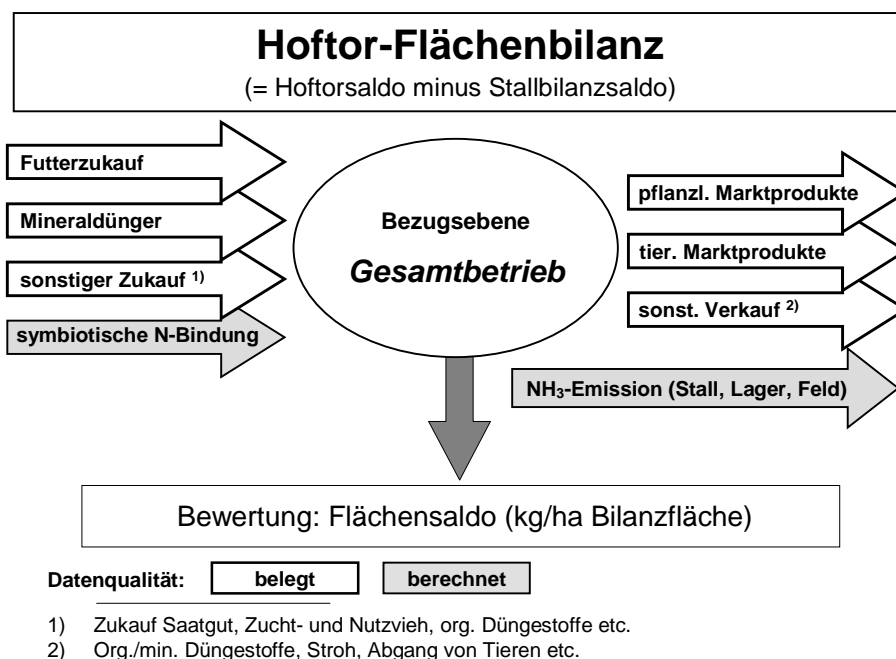 Hoftor-Flächenbilanz
(= Hoftorsaldo minus Stallbilanzsaldo)
Futterzukauf
Mineraldünger
sonstiger Zukauf 1)
symbiotische N-Bindung
Bezugsebene
Gesamtbetrieb
pflanzl. Marktprodukte
tier. Marktprodukte
sonst. Verkauf 2)
NH3-Emission (Stall, Lager, Feld)
Bewertung: Flächensaldo (kg/ha Bilanzfläche)
Datenqualität: belegt berechnet
1) Zukauf Saatgut, Zucht- und Nutzvieh, org. Düngestoffe etc.
2) Org./min. Düngestoffe, Stroh, Abgang von Tieren etc.